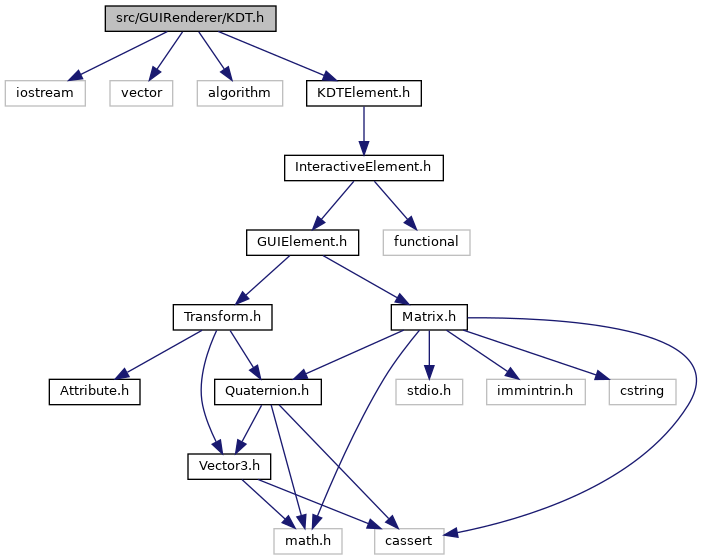 src/GUIRenderer/KDT.h
iostream
vector
algorithm
KDTElement.h
InteractiveElement.h
GUIElement.h
functional
Transform.h
Matrix.h
Attribute.h
Quaternion.h
stdio.h
immintrin.h
cstring
Vector3.h
math.h
cassert